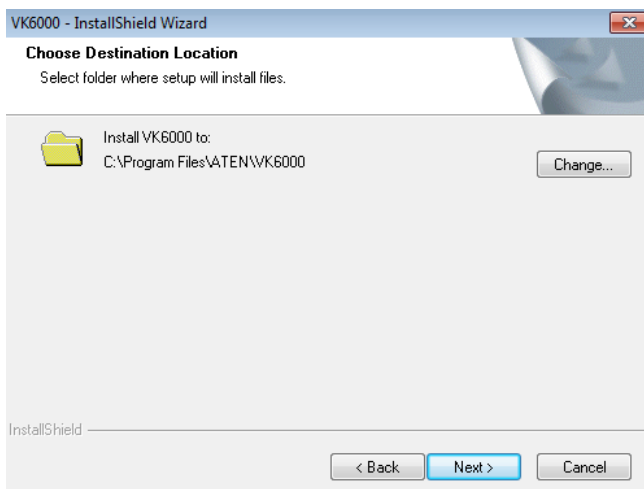 VK6000 - InstallShield Wizard
Choose Destination Location
Select folder where setup will install files.
Install VK6000 to:
C:\Program Files\ATEN\VK6000
Change...
InstallShield
< Back
Next >
Cancel